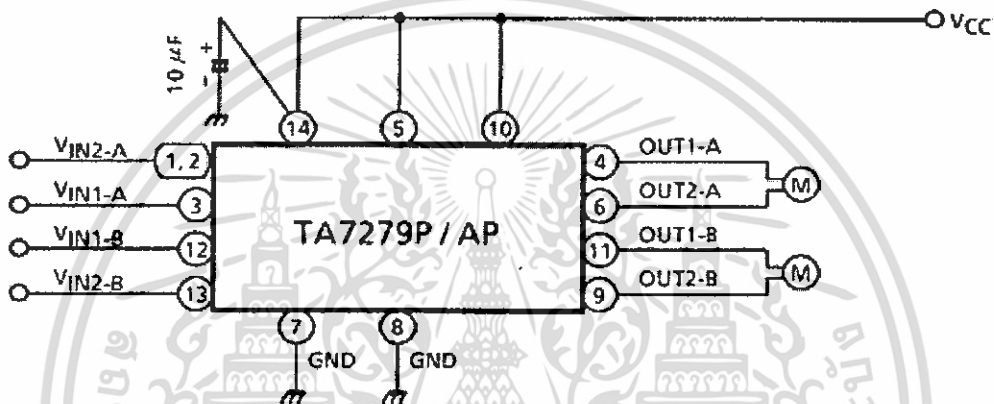 VCC
10 µF
+
-
14
5
10
VIN2-A
1, 2
4
OUT1-A
M
VIN1-A
3
TA7279P / AP
6
OUT2-A
VIN1-B
12
11
OUT1-B
M
VIN2-B
13
9
OUT2-B
7
8
GND
GND